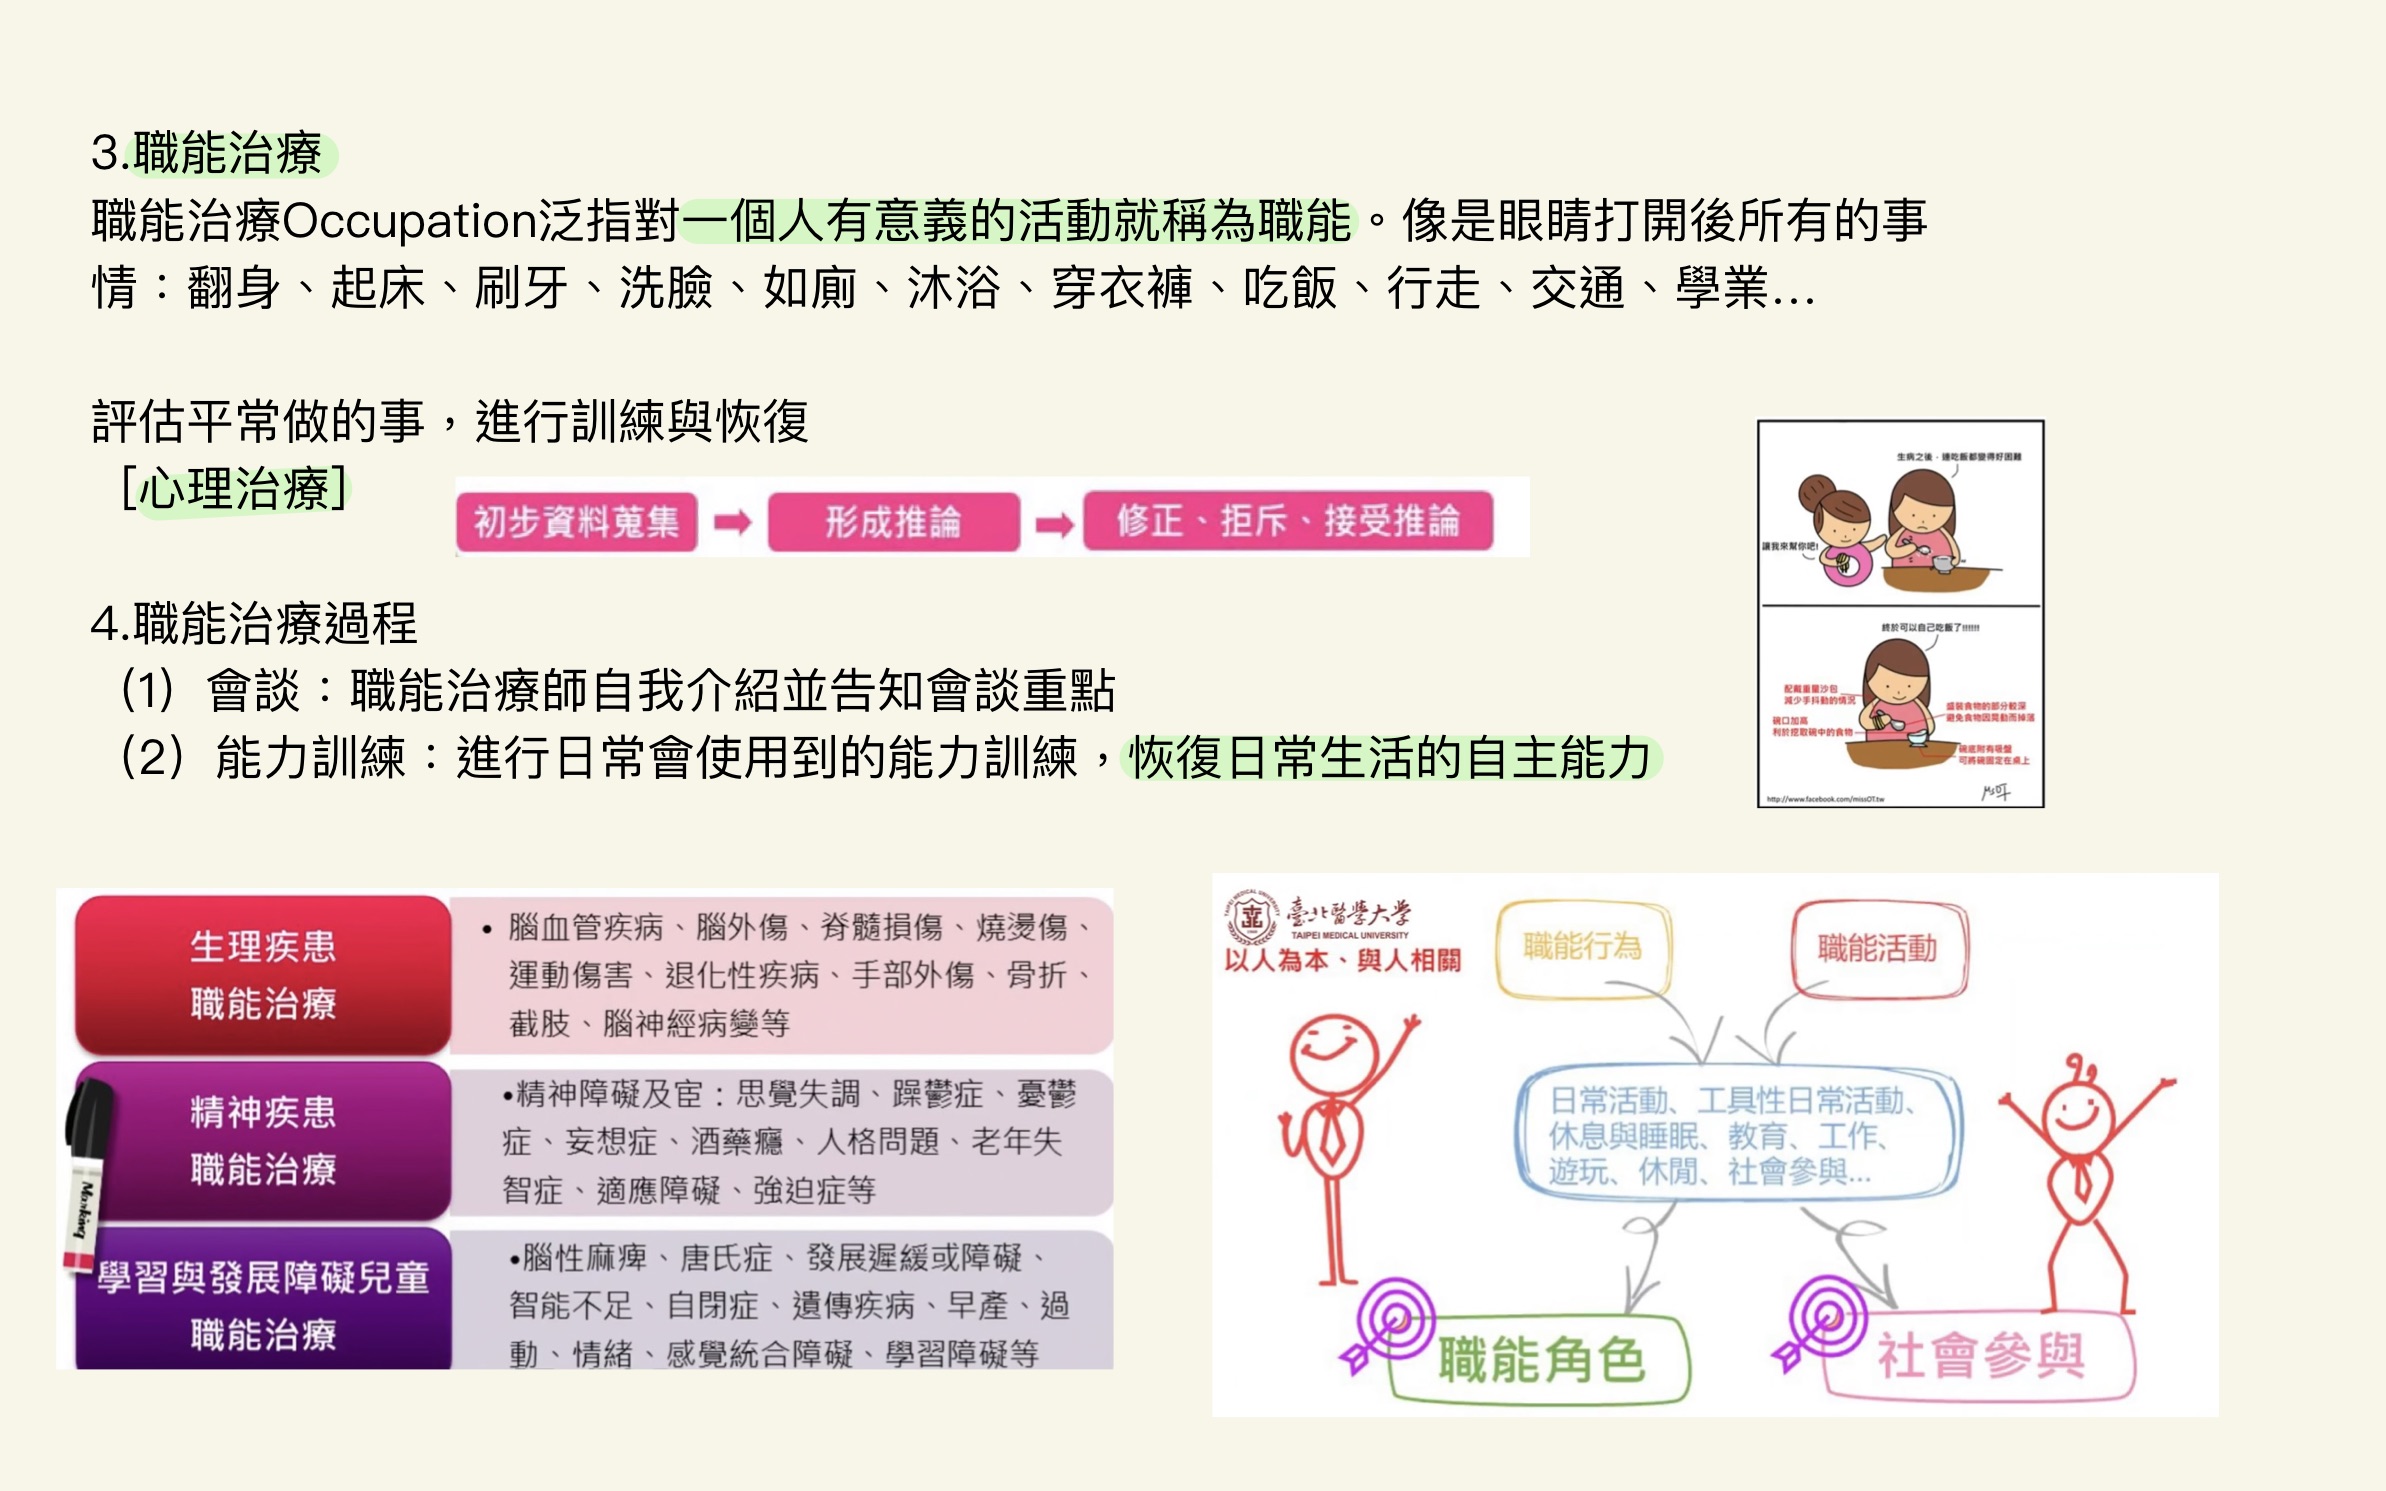 3.職能治療
職能治療Occupation泛指對一個人有意義的活動就稱為職能。像是眼睛打開後所有的事
情：翻身、起床、刷牙、洗臉、如廁、沐浴、穿衣褲、吃飯、行走、交通、學業...
評估平常做的事，進行訓練與恢復
［心理治療］
初步資料蒐集
形成推論
修正、拒斥、接受推論
4.職能治療過程
（1）會談：職能治療師自我介紹並告知會談重點
（2）能力訓練：進行日常會使用到的能力訓練，恢復日常生活的自主能力
生病之後，連吃飯都變得好困難
讓我來幫你吧!
終於可以自己吃飯了!!!!!!
配戴重量沙包
減少手抖動的情況
碗口加高
利於挖取碗中的食物
盛裝食物的部分較深
避免食物因晃動而掉落
碗底附有吸盤
可將碗固定在桌上
http://www.facebook.com/missOT.tw
MsOT
生理疾患
職能治療
• 腦血管疾病、腦外傷、脊髓損傷、燒燙傷、
運動傷害、退化性疾病、手部外傷、骨折、
截肢、腦神經病變等
精神疾患
職能治療
•精神障礙及宦：思覺失調、躁鬱症、憂鬱
症、妄想症、酒藥癮、人格問題、老年失
智症、適應障礙、強迫症等
Marking
學習與發展障礙兒童
職能治療
•腦性麻痺、唐氏症、發展遲緩或障礙、
智能不足、自閉症、遺傳疾病、早產、過
動、情緒、感覺統合障礙、學習障礙等
臺北醫學大學
TAIPEI MEDICAL UNIVERSITY
以人為本、與人相關
職能行為
職能活動
日常活動、工具性日常活動、
休息與睡眠、教育、工作、
遊玩、休閒、社會參與...
職能角色
社會參與